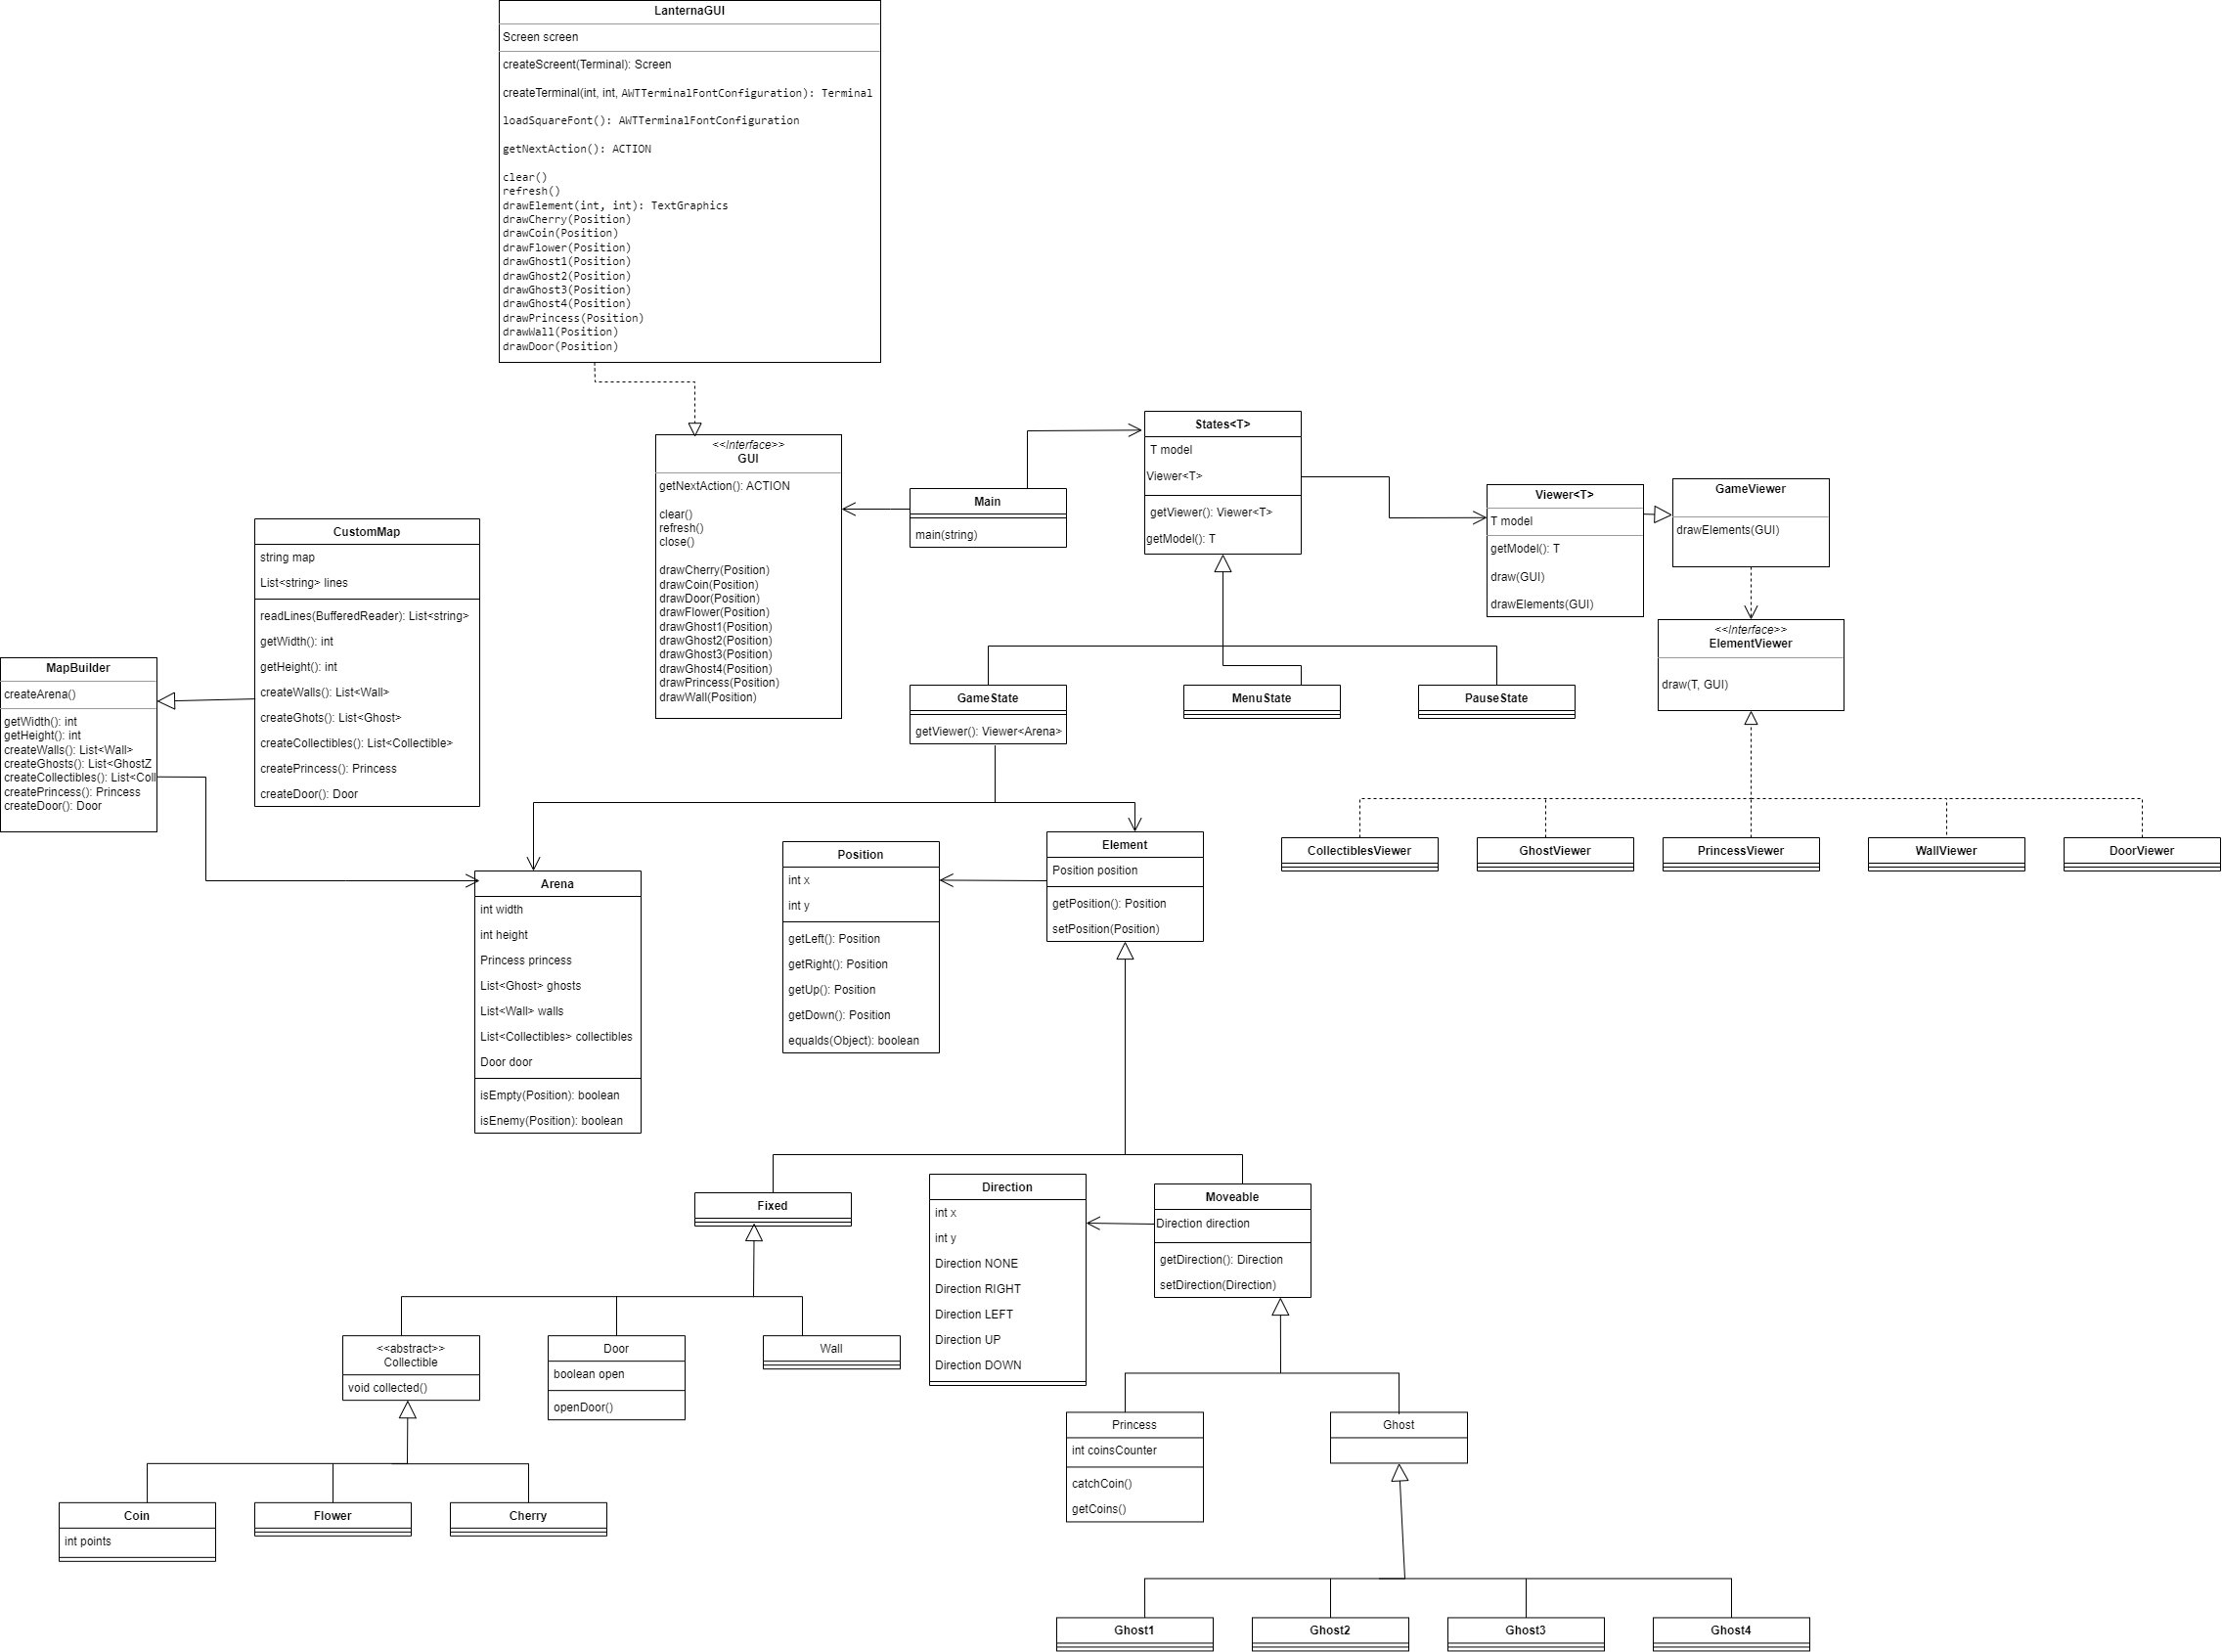 LanternaGUI
Screen screen
createScreent(Terminal): Screen
createTerminal(int, int, AWTTerminalFontConfiguration): Terminal
loadSquareFont(): AWTTerminalFontConfiguration
getNextAction(): ACTION
clear()
refresh()
drawElement(int, int): TextGraphics
drawCherry(Position)
drawCoin(Position)
drawFlower(Position)
drawGhost1(Position)
drawGhost2(Position)
drawGhost3(Position)
drawGhost4(Position)
drawPrincess(Position)
drawWall(Position)
drawDoor(Position)
<<Interface>>
GUI
getNextAction(): ACTION
clear()
refresh()
close()
drawCherry(Position)
drawCoin(Position)
drawDoor(Position)
drawFlower(Position)
drawGhost1(Position)
drawGhost2(Position)
drawGhost3(Position)
drawGhost4(Position)
drawPrincess(Position)
drawWall(Position)
Main
main(string)
States<T>
T model
Viewer<T>
getViewer(): Viewer<T>
getModel(): T
Viewer<T>
T model
getModel(): T
draw(GUI)
drawElements(GUI)
GameViewer
drawElements(GUI)
<<Interface>>
ElementViewer
draw(T, GUI)
CustomMap
string map
List<string> lines
readLines(BufferedReader): List<string>
getWidth(): int
getHeight(): int
createWalls(): List<Wall>
createGhots(): List<Ghost>
createCollectibles(): List<Collectible>
createPrincess(): Princess
createDoor(): Door
MapBuilder
createArena()
getWidth(): int
getHeight(): int
createWalls(): List<Wall>
createGhosts(): List<GhostZ
createCollectibles(): List<Coll
createPrincess(): Princess
createDoor(): Door
GameState
getViewer(): Viewer<Arena>
MenuState
PauseState
CollectiblesViewer
GhostViewer
PrincessViewer
WallViewer
DoorViewer
Arena
int width
int height
Princess princess
List<Ghost> ghosts
List<Wall> walls
List<Collectibles> collectibles
Door door
isEmpty(Position): boolean
isEnemy(Position): boolean
Position
int x
int y
getLeft(): Position
getRight(): Position
getUp(): Position
getDown(): Position
equalds(Object): boolean
Element
Position position
getPosition(): Position
setPosition(Position)
Fixed
Direction
int x
int y
Direction NONE
Direction RIGHT
Direction LEFT
Direction UP
Direction DOWN
Moveable
Direction direction
getDirection(): Direction
setDirection(Direction)
<<abstract>>
Collectible
void collected()
Door
boolean open
openDoor()
Wall
Princess
int coinsCounter
catchCoin()
getCoins()
Ghost
Coin
int points
Flower
Cherry
Ghost1
Ghost2
Ghost3
Ghost4